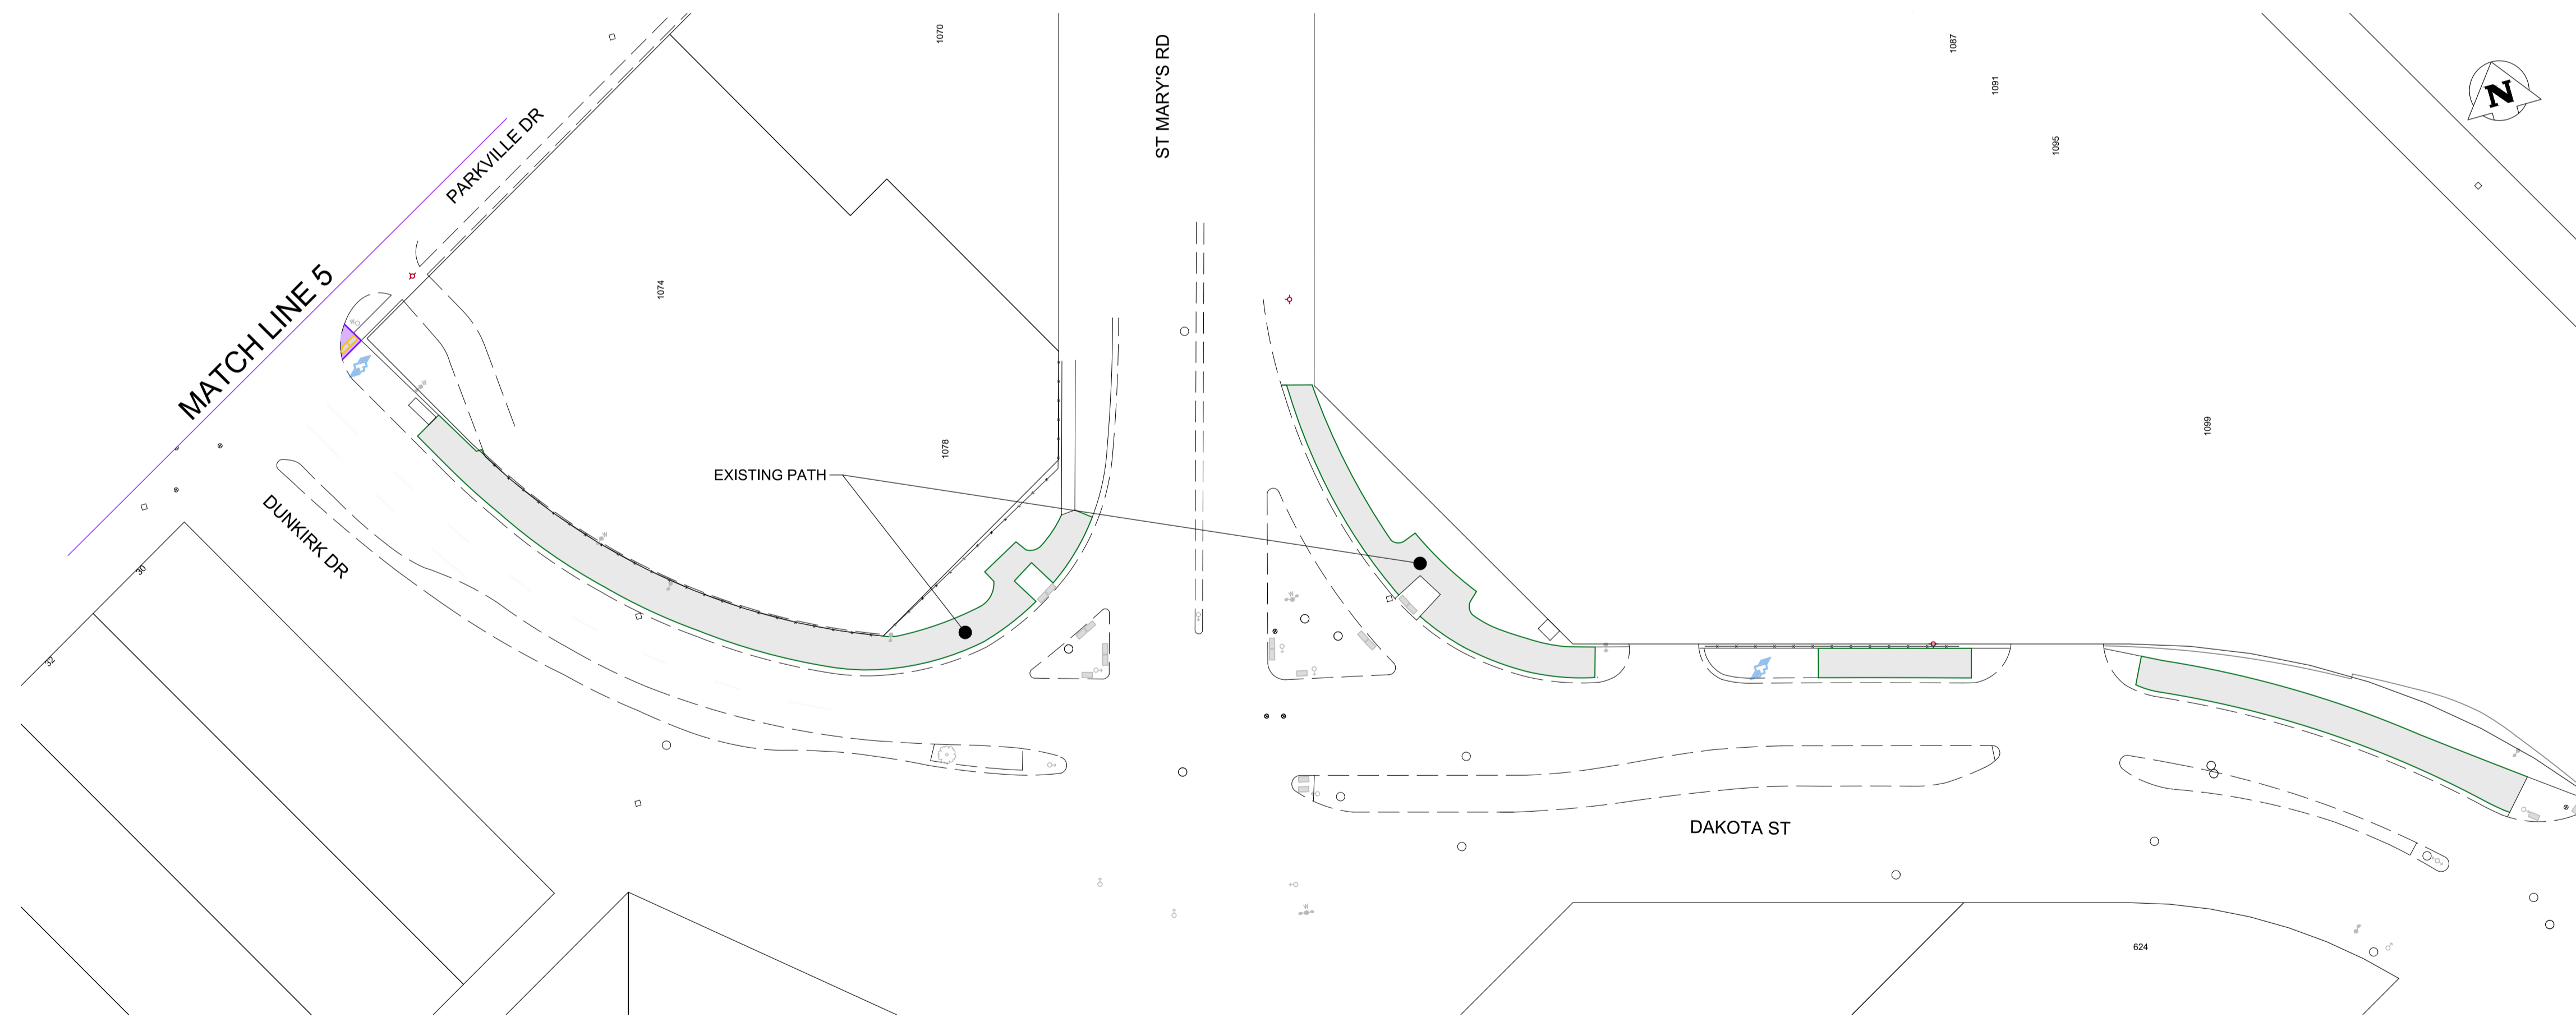 1070
ST MARY'S RD
1087
1091
1095
N
PARKVILLE DR
MATCH LINE 5
1074
1078
1099
EXISTING PATH
DUNKIRK DR
30
32
DAKOTA ST
624